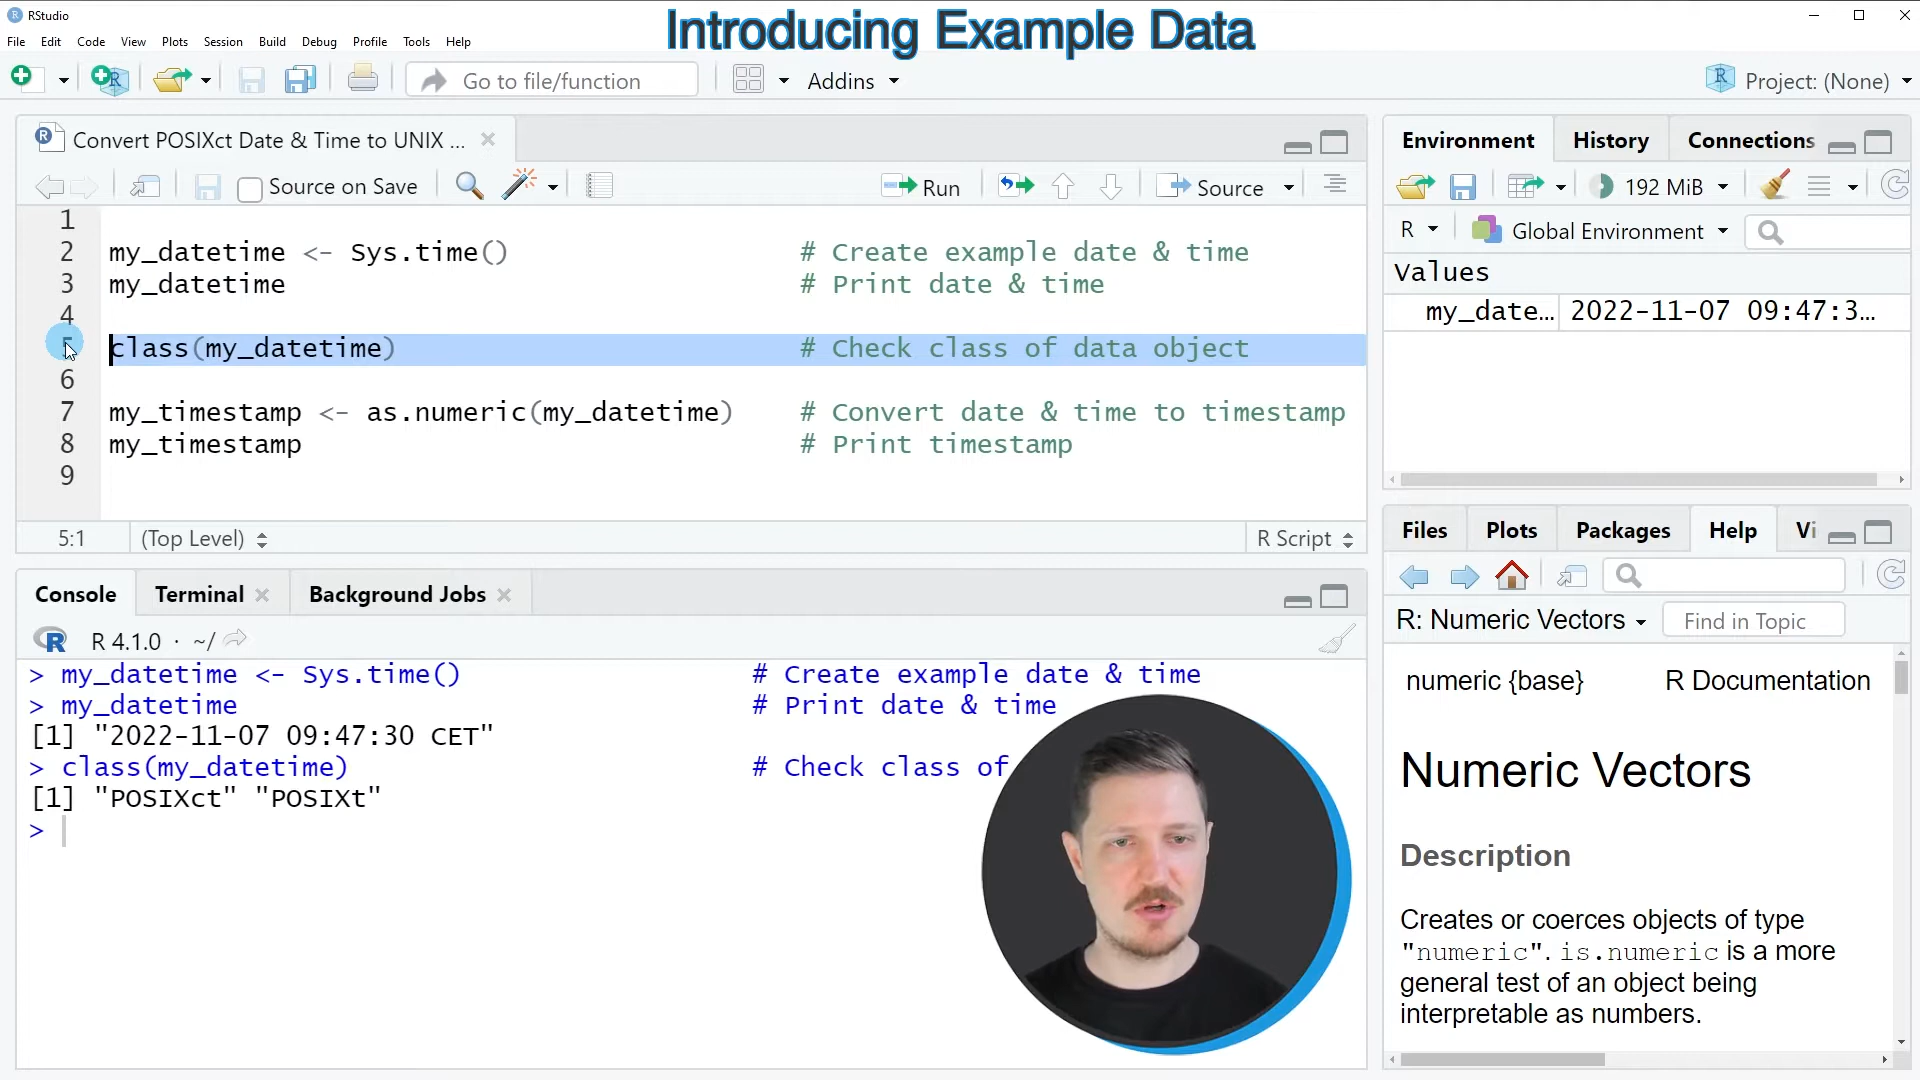 RStudio
Introducing Example Data
File Edit Code View Plots Session Build Debug Profile Tools Help
Go to file/function
Addins
Project: (None)
Convert POSIXct Date & Time to UNIX ...
Source on Save
Run
Source
1
2 my_datetime <- Sys.time() # Create example date & time
3 my_datetime # Print date & time
4
5 class(my_datetime) # Check class of data object
6
7 my_timestamp <- as.numeric(my_datetime) # Convert date & time to timestamp
8 my_timestamp # Print timestamp
9
5:1 (Top Level) R Script
Console Terminal Background Jobs
R 4.1.0 · ~/
> my_datetime <- Sys.time() # Create example date & time
> my_datetime # Print date & time
[1] "2022-11-07 09:47:30 CET"
> class(my_datetime) # Check class of
[1] "POSIXct" "POSIXt"
>
Environment History Connections
192 MiB
R Global Environment
Values
my_date... 2022-11-07 09:47:3...
Files Plots Packages Help Vi
R: Numeric Vectors Find in Topic
numeric {base} R Documentation
Numeric Vectors
Description
Creates or coerces objects of type
"numeric". is.numeric is a more
general test of an object being
interpretable as numbers.